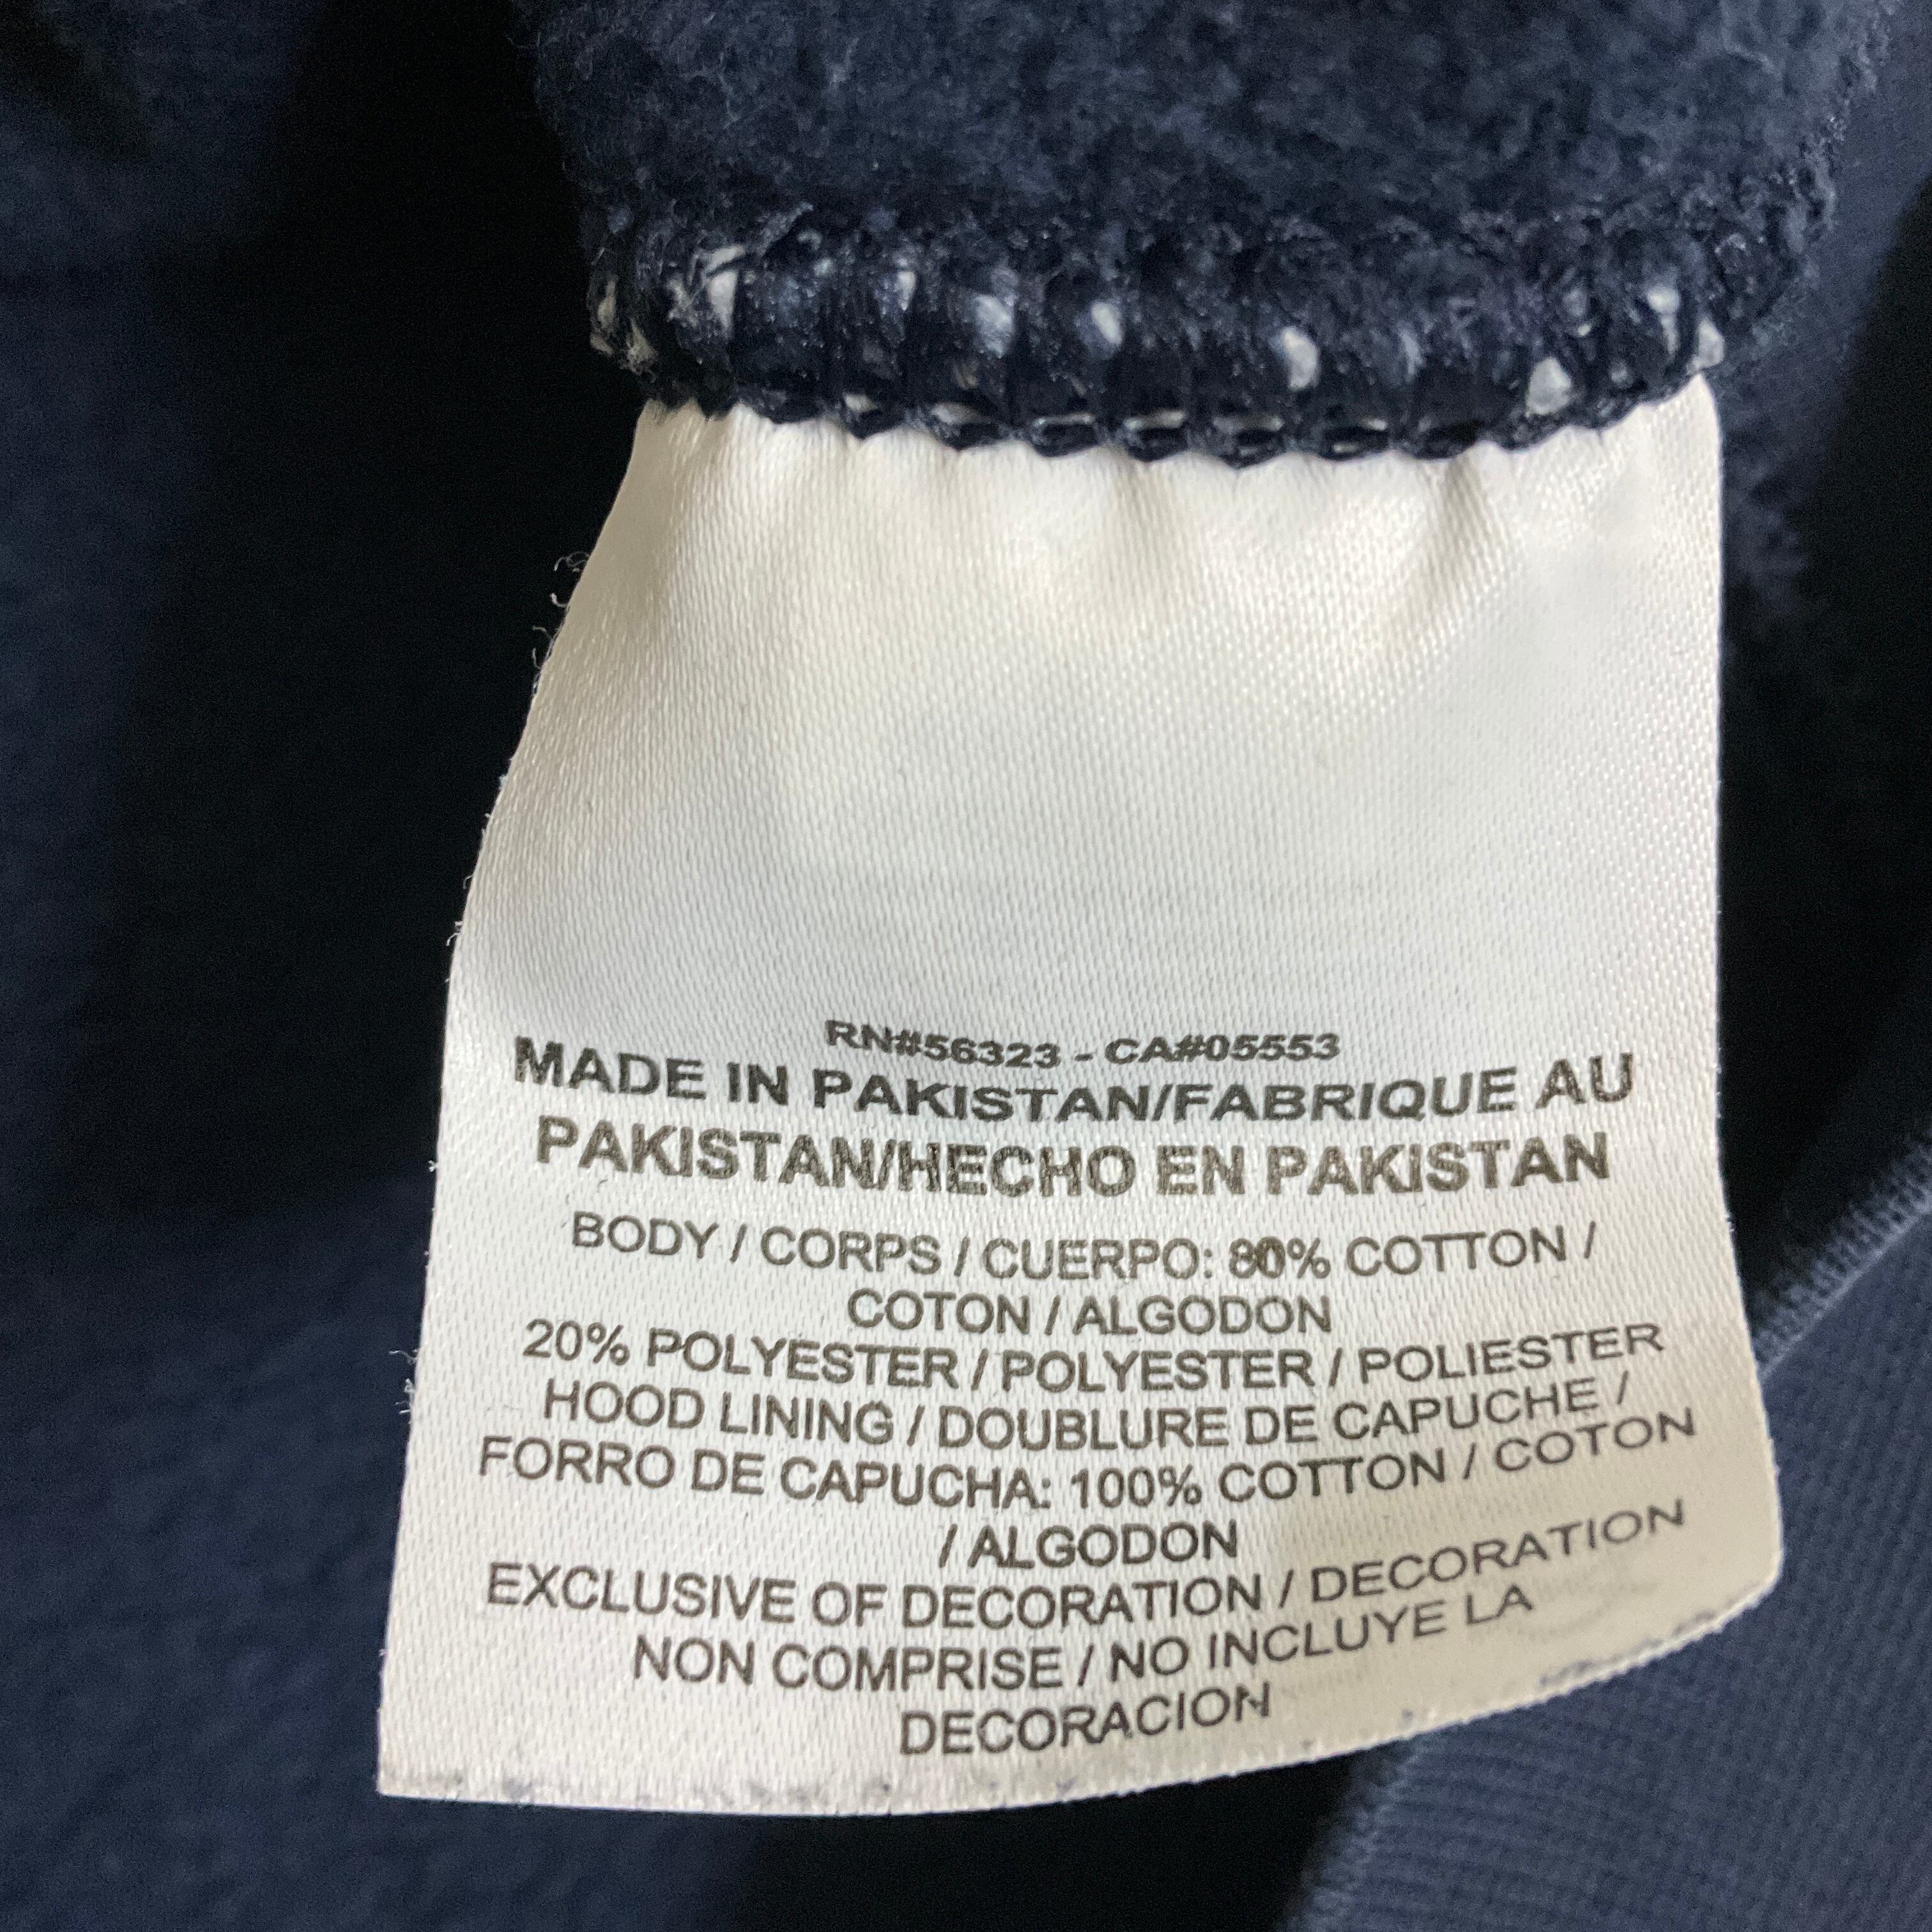 RN#56323 - CA#05553
MADE IN PAKISTAN/FABRIQUE AU
PAKISTAN/HECHO EN PAKISTAN
BODY / CORPS / CUERPO: 80% COTTON /
COTON / ALGODON
20% POLYESTER / POLYESTER / POLIESTER
HOOD LINING / DOUBLURE DE CAPUCHE /
FORRO DE CAPUCHA: 100% COTTON / COTON
/ ALGODON
EXCLUSIVE OF DECORATION / DECORATION
NON COMPRISE / NO INCLUYE LA
DECORACION